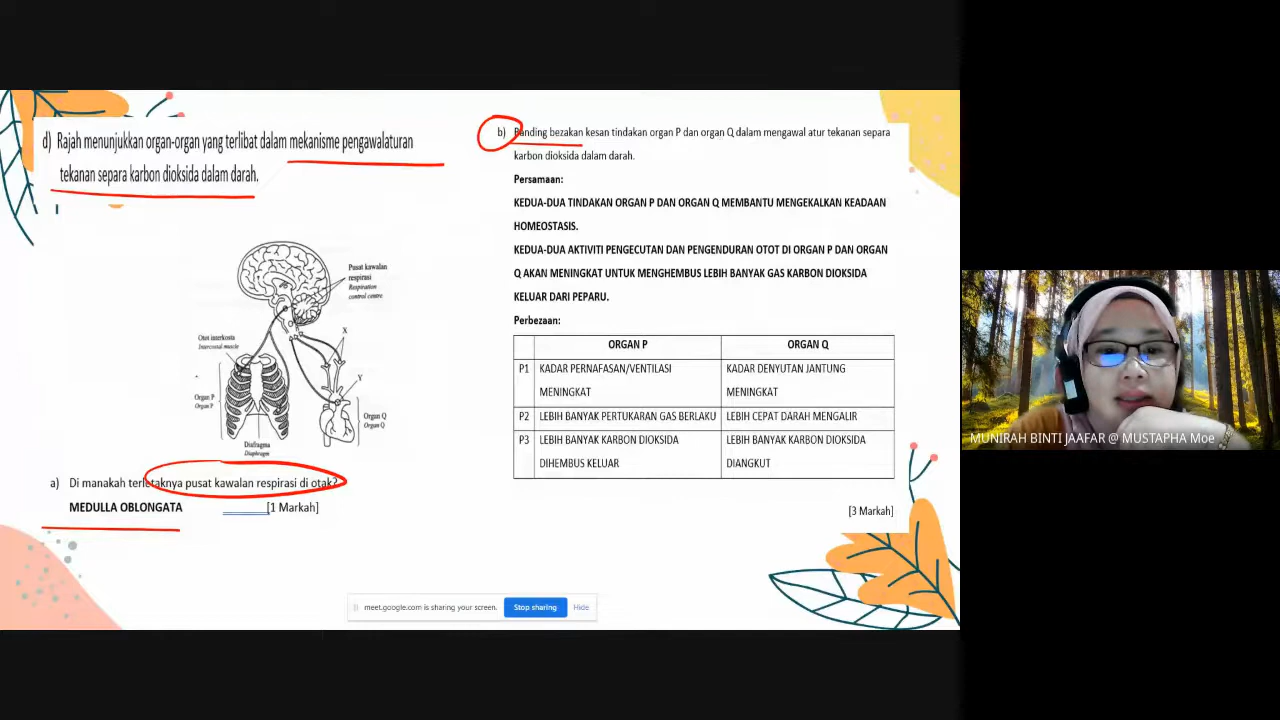 d) Rajah menunjukkan organ-organ yang terlibat dalam mekanisme pengawalaturan
tekanan separa karbon dioksida dalam darah.
Pusat kawalan
respirasi
Respiration
control centre
X
Otot interkosta
Intercostal muscle
Y
Organ P
Organ P
Organ Q
Organ Q
Diafragma
Diaphragm
a) Di manakah terletaknya pusat kawalan respirasi di otak?
MEDULLA OBLONGATA [1 Markah]
b) Banding bezakan kesan tindakan organ P dan organ Q dalam mengawal atur tekanan separa
karbon dioksida dalam darah.
Persamaan:
KEDUA-DUA TINDAKAN ORGAN P DAN ORGAN Q MEMBANTU MENGEKALKAN KEADAAN
HOMEOSTASIS.
KEDUA-DUA AKTIVITI PENGECUTAN DAN PENGENDURAN OTOT DI ORGAN P DAN ORGAN
Q AKAN MENINGKAT UNTUK MENGHEMBUS LEBIH BANYAK GAS KARBON DIOKSIDA
KELUAR DARI PEPARU.
Perbezaan:
ORGAN P ORGAN Q
P1 KADAR PERNAFASAN/VENTILASI KADAR DENYUTAN JANTUNG
MENINGKAT MENINGKAT
P2 LEBIH BANYAK PERTUKARAN GAS BERLAKU LEBIH CEPAT DARAH MENGALIR
P3 LEBIH BANYAK KARBON DIOKSIDA LEBIH BANYAK KARBON DIOKSIDA
DIHEMBUS KELUAR DIANGKUT
[3 Markah]
meet.google.com is sharing your screen. Stop sharing Hide
MUNIRAH BINTI JAAFAR @ MUSTAPHA Moe